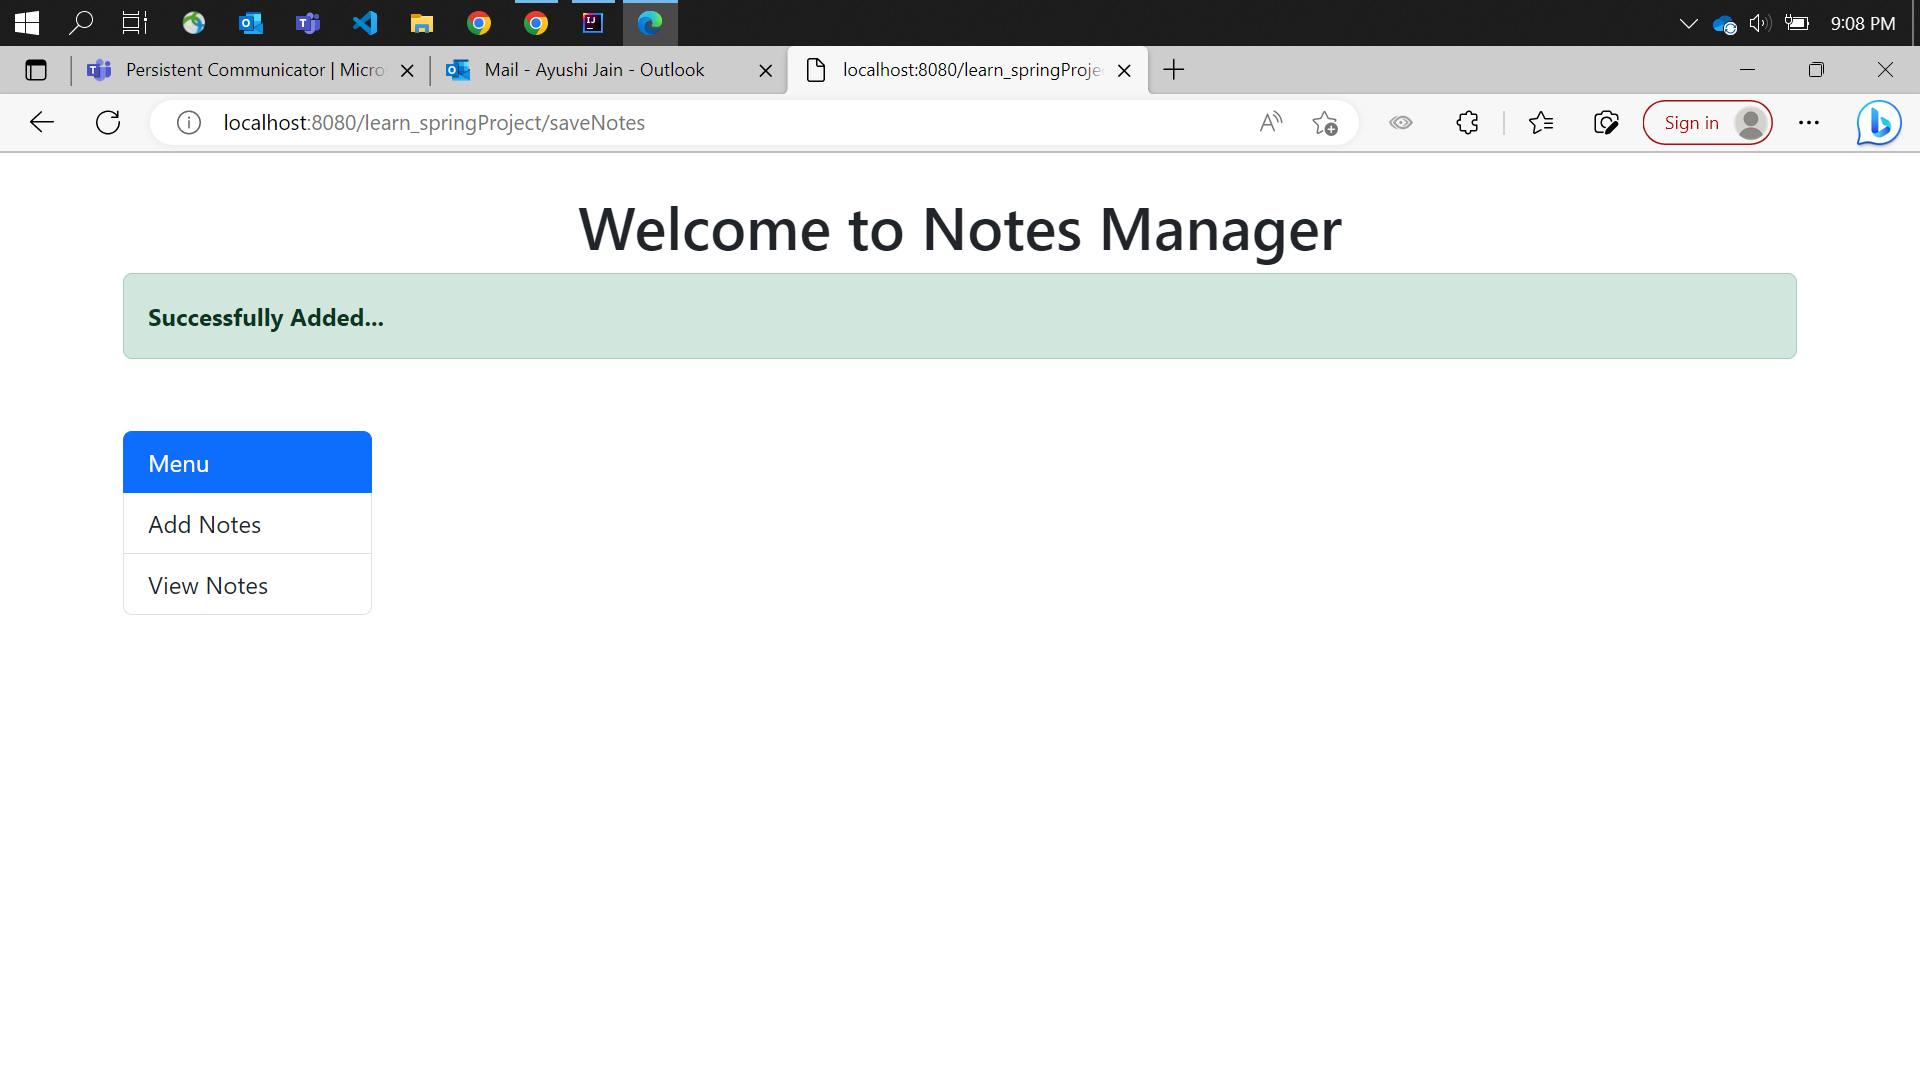 9:08 PM
Persistent Communicator | Micro
Mail - Ayushi Jain - Outlook
localhost:8080/learn_springProje
localhost:8080/learn_springProject/saveNotes
Sign in
Welcome to Notes Manager
Successfully Added...
Menu
Add Notes
View Notes